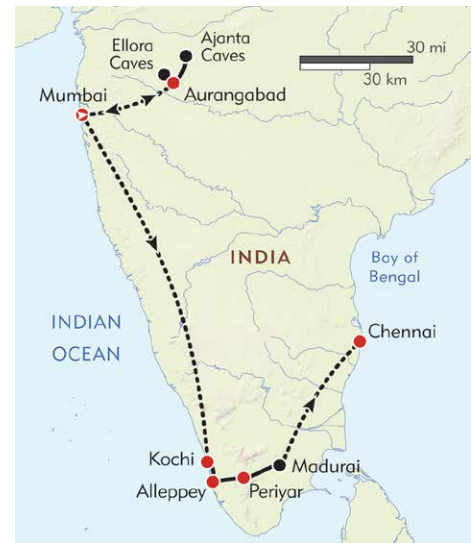 Ellora
Caves
Ajanta
Caves
30 mi
30 km
Mumbai
Aurangabad
INDIA
Bay of
Bengal
INDIAN
OCEAN
Chennai
Kochi
Madurai
Alleppey
Periyar